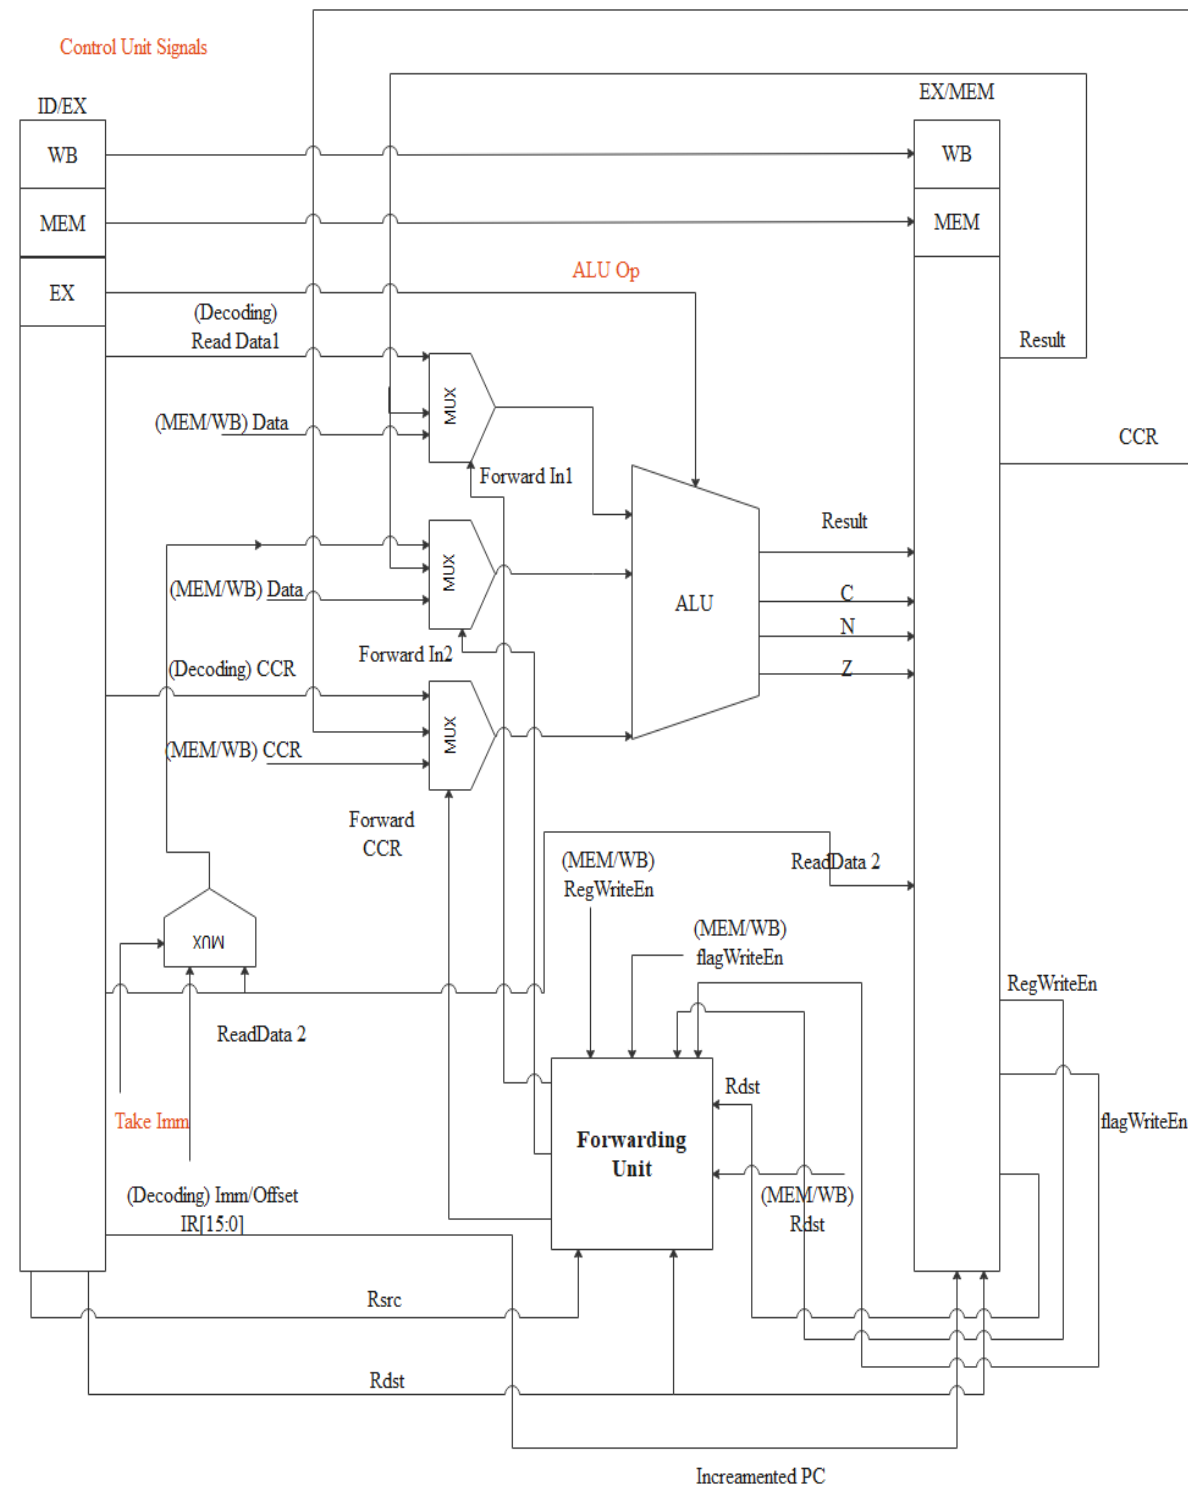 Control Unit Signals
ID/EX
EX/MEM
WB
WB
MEM
MEM
EX
ALU Op
(Decoding)
Read Data1
Result
MUX
(MEM/WB) Data
CCR
Forward In1
Result
MUX
(MEM/WB) Data
ALU
C
N
Forward In2
(Decoding) CCR
Z
MUX
(MEM/WB) CCR
Forward
CCR
(MEM/WB)
RegWriteEn
ReadData 2
(MEM/WB)
flagWriteEn
MUX
RegWriteEn
ReadData 2
Rdst
Take Imm
flagWriteEn
Forwarding
Unit
(Decoding) Imm/Offset
IR[15:0]
(MEM/WB)
Rdst
Rsrc
Rdst
Increamented PC